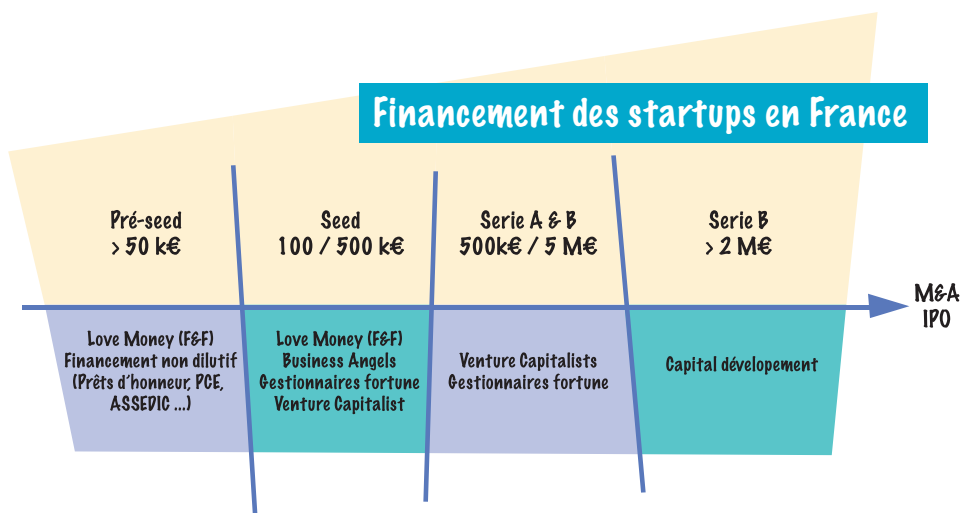 Financement des startups en France
Pré-seed
> 50 k€
Seed
100 / 500 k€
Serie A & B
500k€ / 5 M€
Serie B
> 2 M€
M&A
IPO
Love Money (F&F)
Financement non dilutif
(Prêts d'honneur, PCE,
ASSEDIC ...)
Love Money (F&F)
Business Angels
Gestionnaires fortune
Venture Capitalist
Venture Capitalists
Gestionnaires fortune
Capital dévelopement